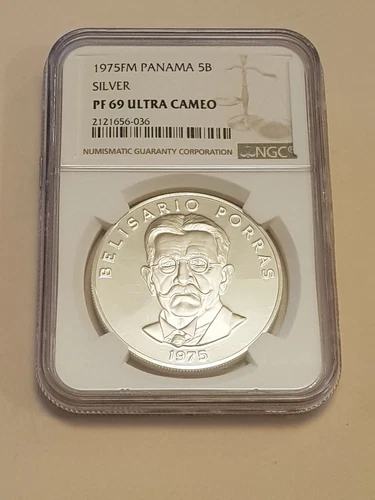 1975FM PANAMA 5B
SILVER
PF 69 ULTRA CAMEO
2121656-036
NUMISMATIC GUARANTY CORPORATION
NGC
BELISARIO PORRAS
1975